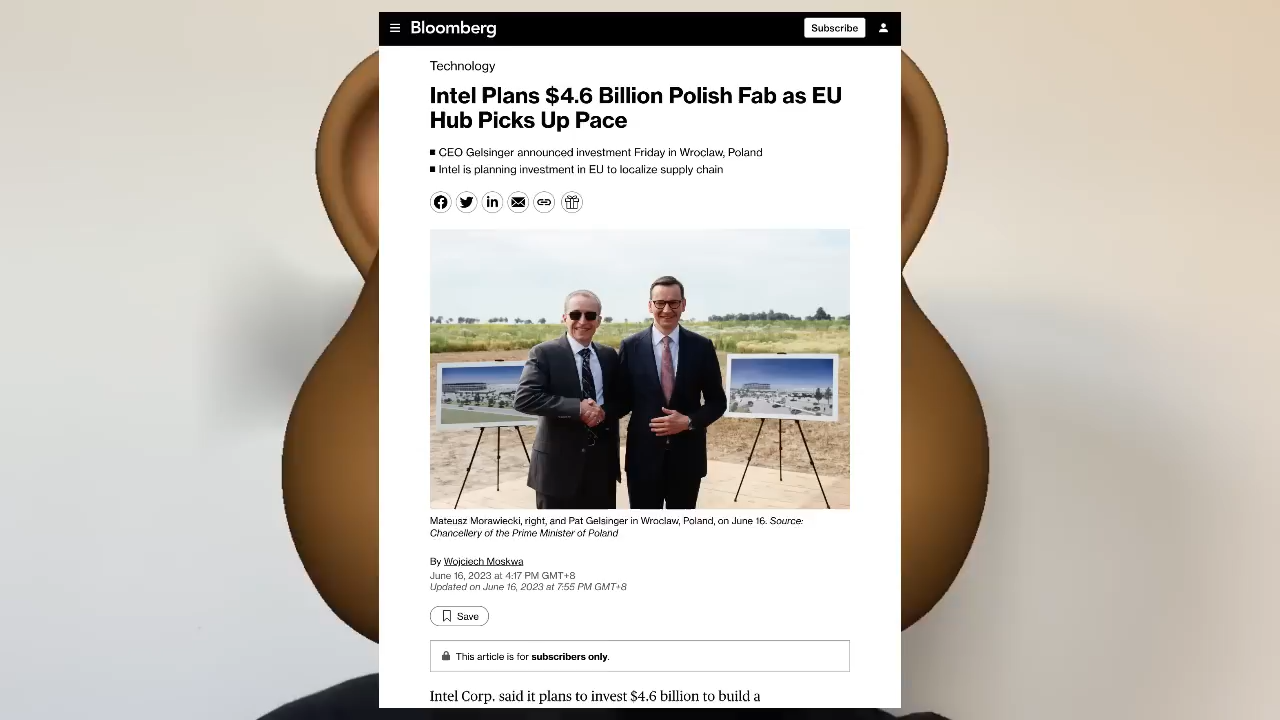 Bloomberg
Subscribe
Technology
Intel Plans $4.6 Billion Polish Fab as EU
Hub Picks Up Pace
CEO Gelsinger announced investment Friday in Wroclaw, Poland
Intel is planning investment in EU to localize supply chain
Mateusz Morawiecki, right, and Pat Gelsinger in Wroclaw, Poland, on June 16. Source:
Chancellery of the Prime Minister of Poland
By Wojciech Moskwa
June 16, 2023 at 4:17 PM GMT+8
Updated on June 16, 2023 at 7:55 PM GMT+8
Save
This article is for subscribers only.
Intel Corp. said it plans to invest $4.6 billion to build a